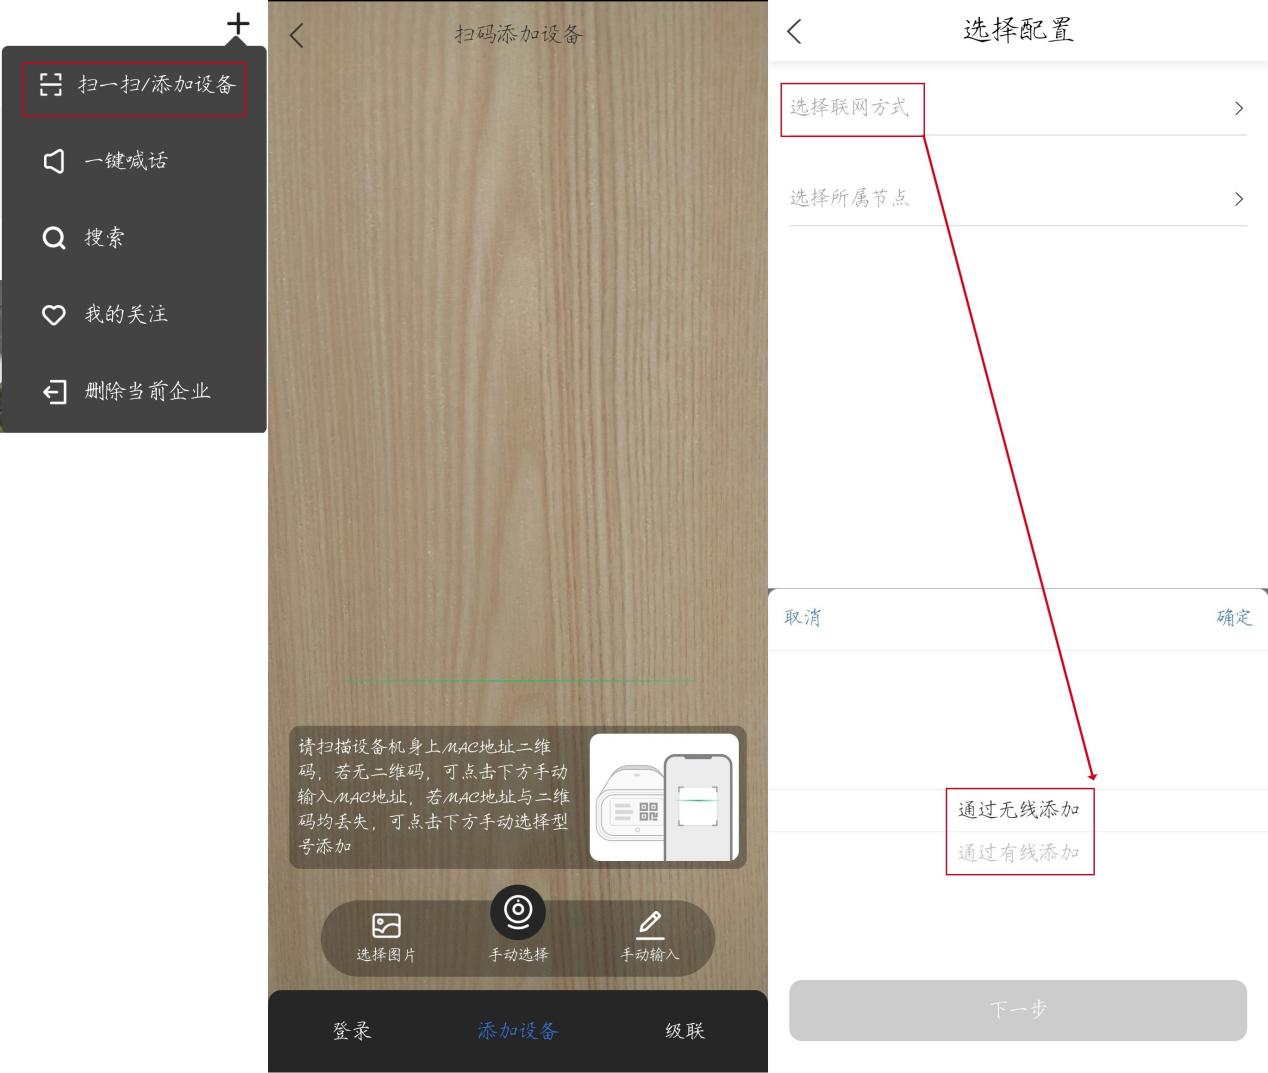 扫一扫/添加设备
一键喊话
搜索
我的关注
删除当前企业
扫码添加设备
请扫描设备机身上MAC地址二维
码，若无二维码，可点击下方手动
输入MAC地址，若MAC地址与二维
码均丢失，可点击下方手动选择型
号添加
选择图片
手动选择
手动输入
登录
添加设备
级联
选择配置
选择联网方式
选择所属节点
取消
确定
通过无线添加
通过有线添加
下一步